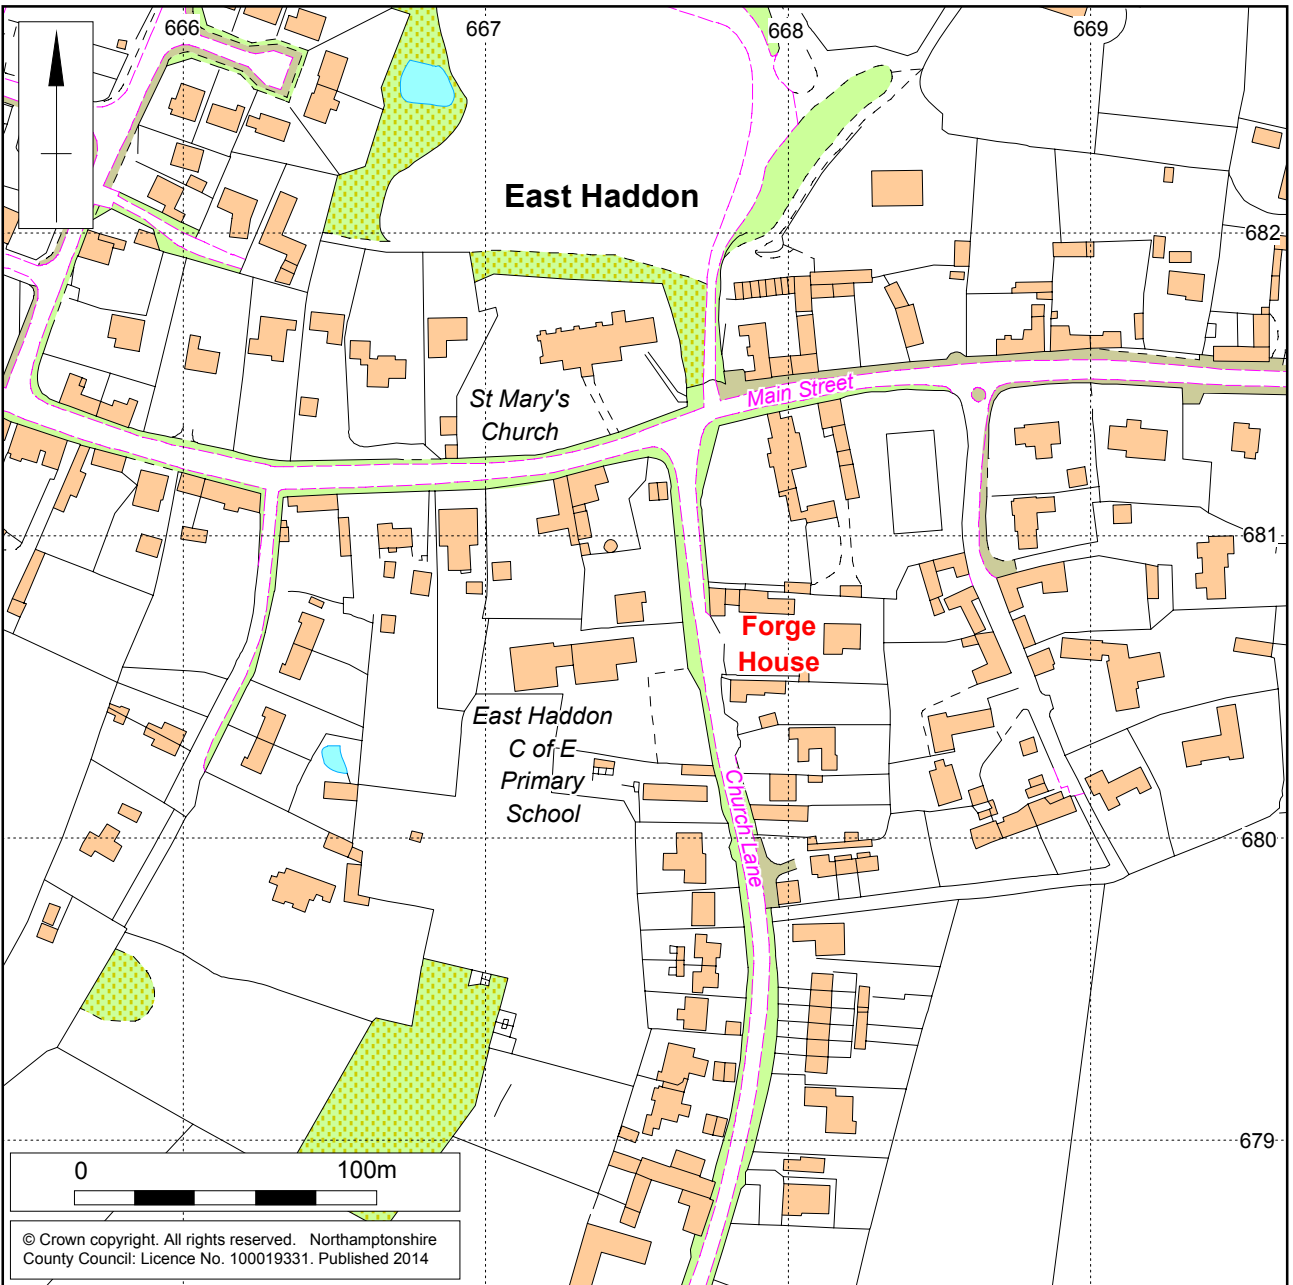 666
667
668
669
East Haddon
682
Main Street
St Mary's
Church
681
Forge
House
East Haddon
C of E
Primary
School
Church Lane
680
679
0
100m
© Crown copyright. All rights reserved. Northamptonshire
County Council: Licence No. 100019331. Published 2014